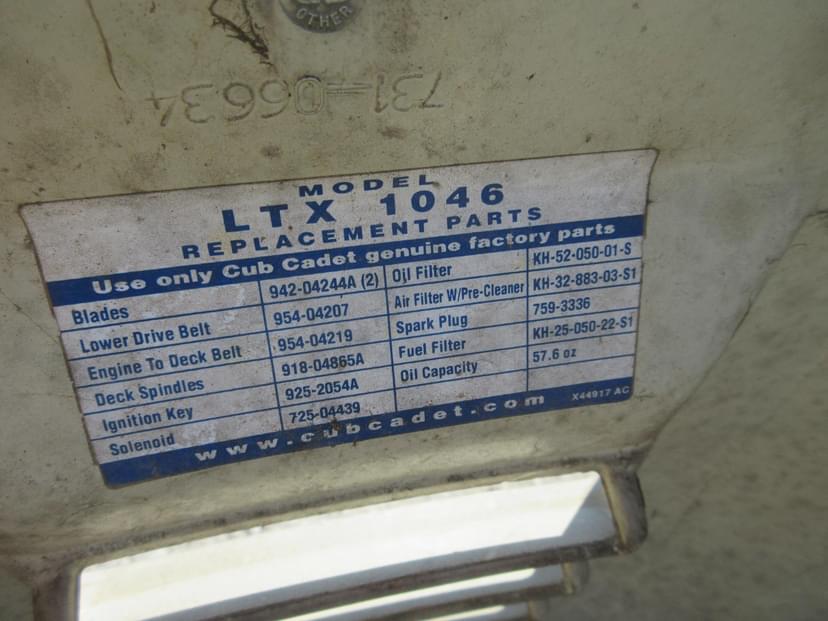 OTHER
731-06634
MODEL
LTX 1046
REPLACEMENT PARTS
Use only Cub Cadet genuine factory parts
Blades 942-04244A (2) Oil Filter KH-52-050-01-S
Lower Drive Belt 954-04207 Air Filter W/Pre-Cleaner KH-32-883-03-S1
Engine To Deck Belt 954-04219 Spark Plug 759-3336
Deck Spindles 918-04865A Fuel Filter KH-25-050-22-S1
Ignition Key 925-2054A Oil Capacity 57.6 oz
Solenoid 725-04439
www.cubcadet.com X44917 AC